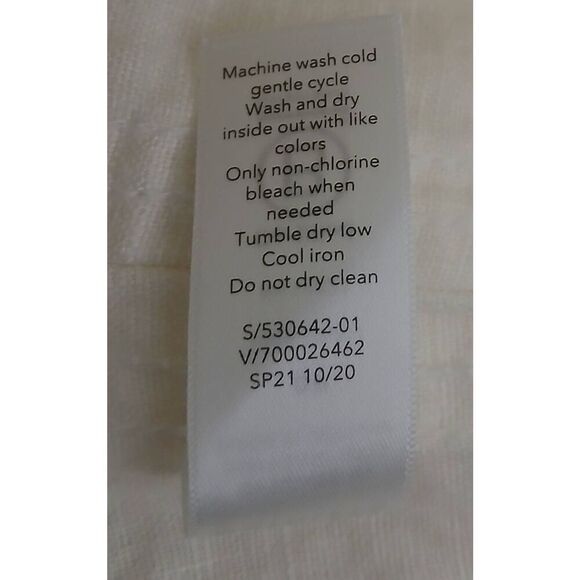 Machine wash cold
gentle cycle
Wash and dry
inside out with like
colors
Only non-chlorine
bleach when
needed
Tumble dry low
Cool iron
Do not dry clean
S/530642-01
V/700026462
SP21 10/20